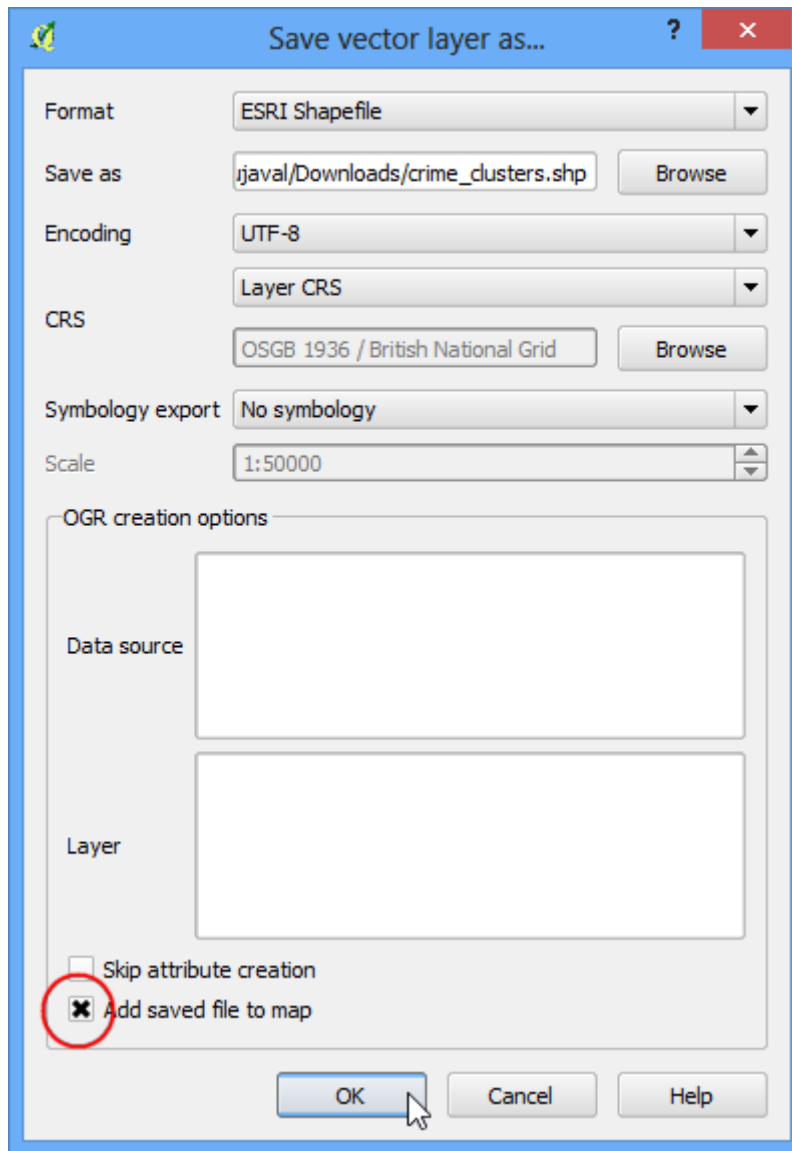 Save vector layer as...
?
Format ESRI Shapefile
Save as ujaval/Downloads/crime_clusters.shp Browse
Encoding UTF-8
Layer CRS
CRS
OSGB 1936 / British National Grid Browse
Symbology export No symbology
Scale 1:50000
OGR creation options
Data source
Layer
Skip attribute creation
Add saved file to map
OK Cancel Help